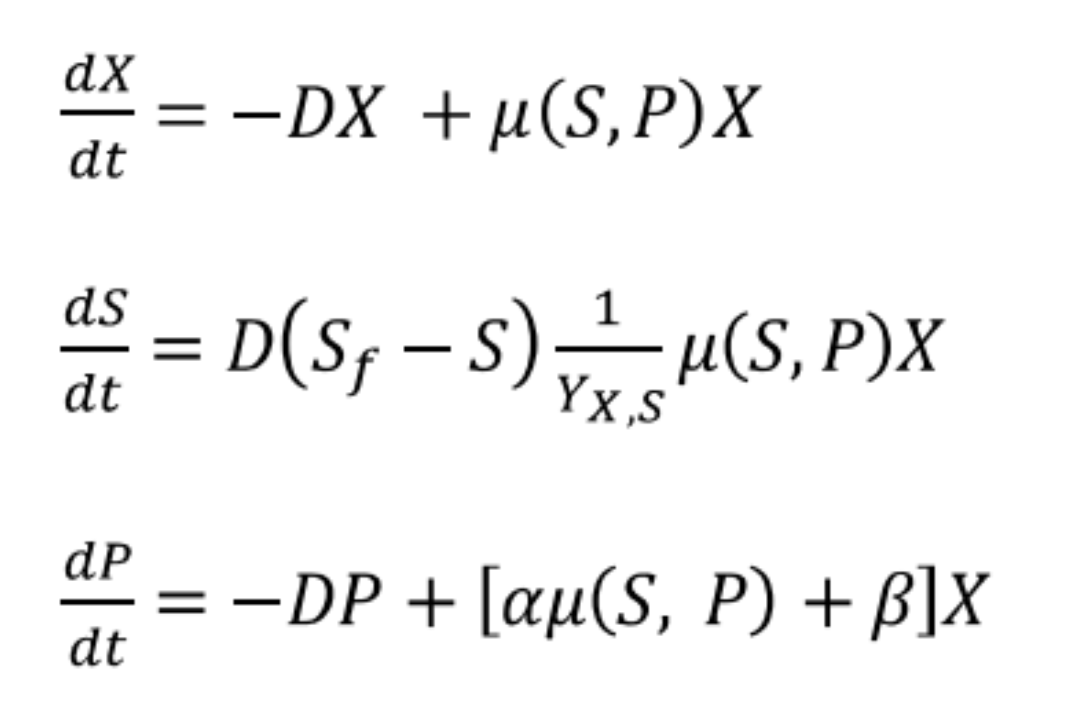 dX/dt = −DX + μ(S,P)X
dS/dt = D(S_f − S) 1/Y_{X,S} μ(S,P)X
dP/dt = −DP + [αμ(S, P) + β]X